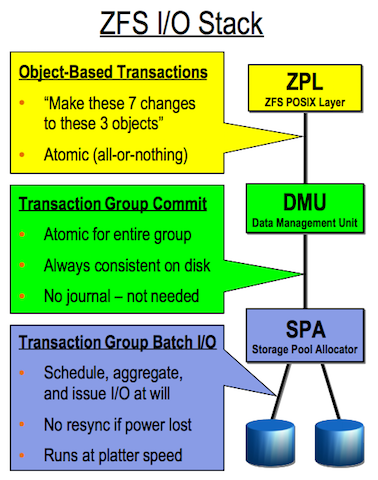 ZFS I/O Stack
Object-Based Transactions
• “Make these 7 changes
to these 3 objects”
• Atomic (all-or-nothing)
ZPL
ZFS POSIX Layer
Transaction Group Commit
• Atomic for entire group
• Always consistent on disk
• No journal – not needed
DMU
Data Management Unit
Transaction Group Batch I/O
• Schedule, aggregate,
and issue I/O at will
• No resync if power lost
• Runs at platter speed
SPA
Storage Pool Allocator